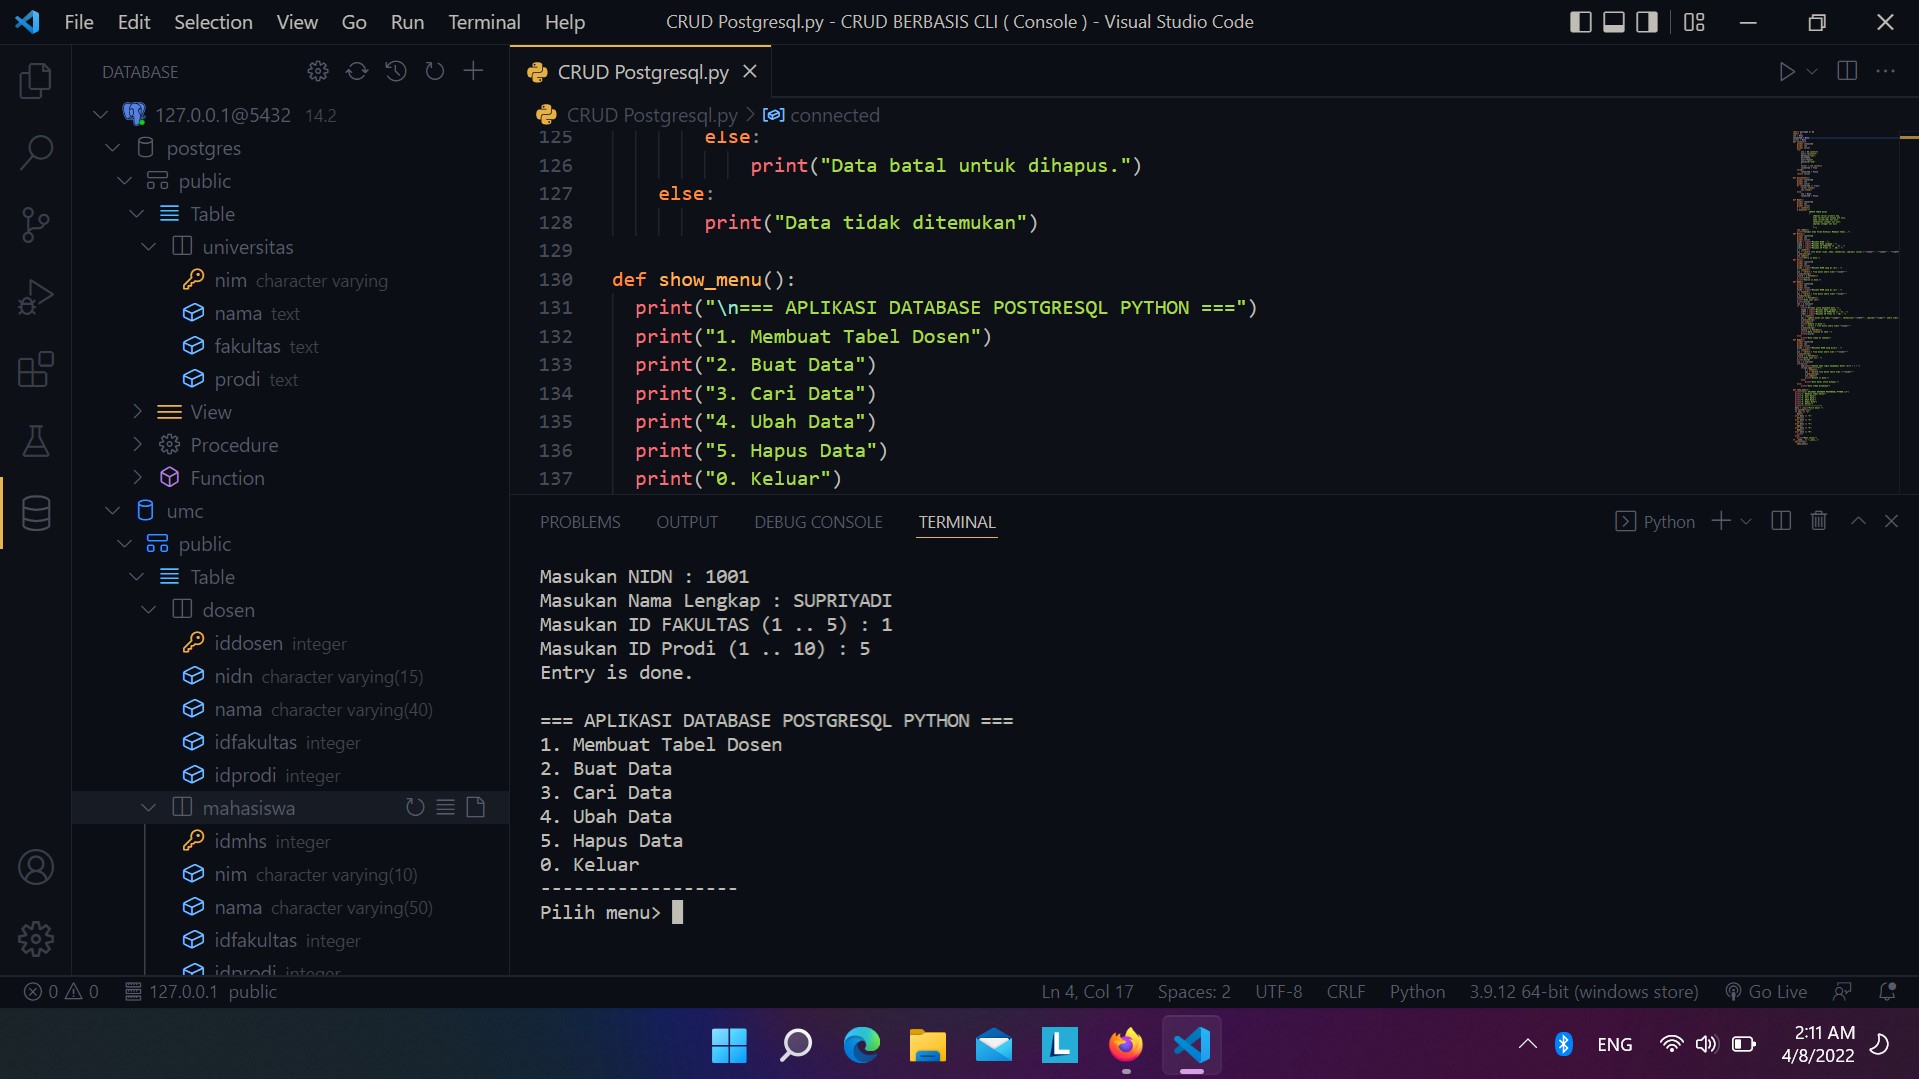 File Edit Selection View Go Run Terminal Help CRUD Postgresql.py - CRUD BERBASIS CLI ( Console ) - Visual Studio Code
DATABASE
127.0.0.1@5432 14.2
postgres
public
Table
universitas
nim character varying
nama text
fakultas text
prodi text
View
Procedure
Function
umc
public
Table
dosen
iddosen integer
nidn character varying(15)
nama character varying(40)
idfakultas integer
idprodi integer
mahasiswa
idmhs integer
nim character varying(10)
nama character varying(50)
idfakultas integer
idprodi integer
CRUD Postgresql.py
CRUD Postgresql.py > connected
125 else:
126 print("Data batal untuk dihapus.")
127 else:
128 print("Data tidak ditemukan")
129
130 def show_menu():
131 print("\n=== APLIKASI DATABASE POSTGRESQL PYTHON ===")
132 print("1. Membuat Tabel Dosen")
133 print("2. Buat Data")
134 print("3. Cari Data")
135 print("4. Ubah Data")
136 print("5. Hapus Data")
137 print("0. Keluar")
PROBLEMS OUTPUT DEBUG CONSOLE TERMINAL Python
Masukan NIDN : 1001
Masukan Nama Lengkap : SUPRIYADI
Masukan ID FAKULTAS (1 .. 5) : 1
Masukan ID Prodi (1 .. 10) : 5
Entry is done.
=== APLIKASI DATABASE POSTGRESQL PYTHON ===
1. Membuat Tabel Dosen
2. Buat Data
3. Cari Data
4. Ubah Data
5. Hapus Data
0. Keluar
------------------
Pilih menu>
0 0 127.0.0.1 public Ln 4, Col 17 Spaces: 2 UTF-8 CRLF Python 3.9.12 64-bit (windows store) Go Live
L
ENG
2:11 AM
4/8/2022